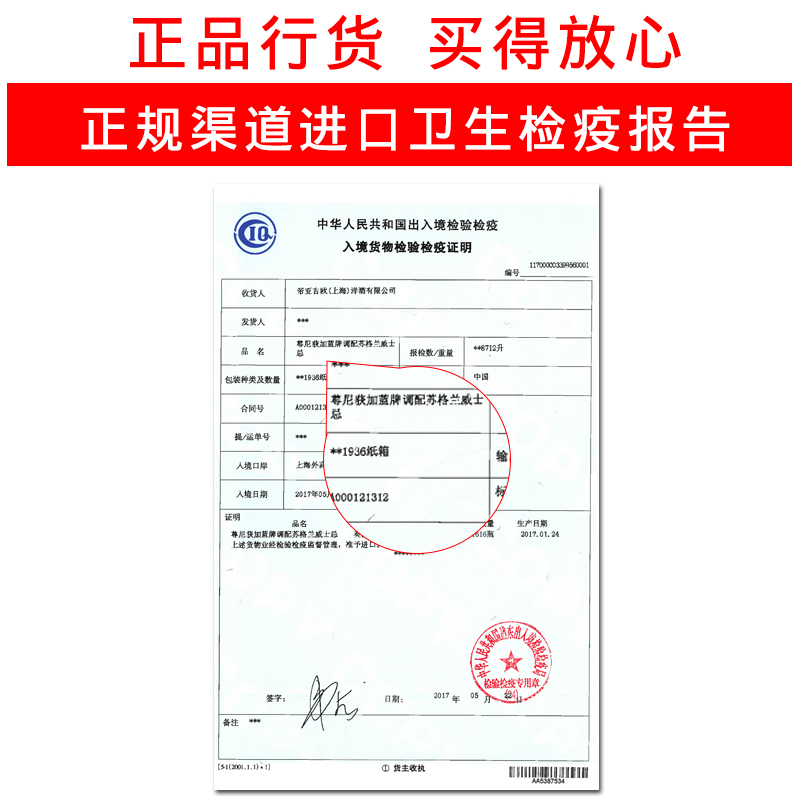 正品行货 买得放心
正规渠道进口卫生检疫报告
CIQ
中华人民共和国出入境检验检疫
入境货物检验检疫证明
编号 117000003399560001
收货人 帝亚吉欧(上海)洋酒有限公司
发货人 ***
品 名 尊尼获加蓝牌调配苏格兰威士
总
报检数/重量 **8712升
包装种类及数量 **1936纸
中国
合同号 A0001213
提/运单号 ***
入境口岸 上海外高
入境日期 2017年05
***
尊尼获加蓝牌调配苏格兰威士
总
**1936纸箱
输
A000121312
标
证明
品名 量 生产日期
尊尼获加蓝牌调配苏格兰威士总 英 1616瓶 2017.01.24
上述货物业经检验检疫监督管理，准予进口
中华人民共和国浦东出入境检验检疫局
检验检疫专用章
签字：
日期： 2017 年 05 月 22 日
备注 ***
[5-1(2001.1.1)*1]
① 货主收执
AA5387534